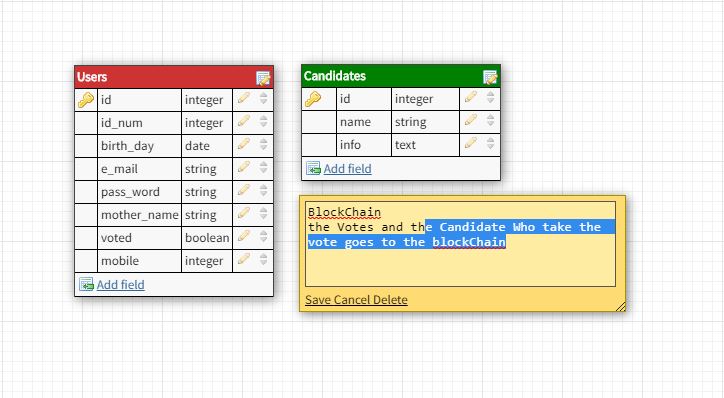 Users
id integer
id_num integer
birth_day date
e_mail string
pass_word string
mother_name string
voted boolean
mobile integer
Add field
Candidates
id integer
name string
info text
Add field
BlockChain
the Votes and the Candidate Who take the
vote goes to the blockChain
Save Cancel Delete